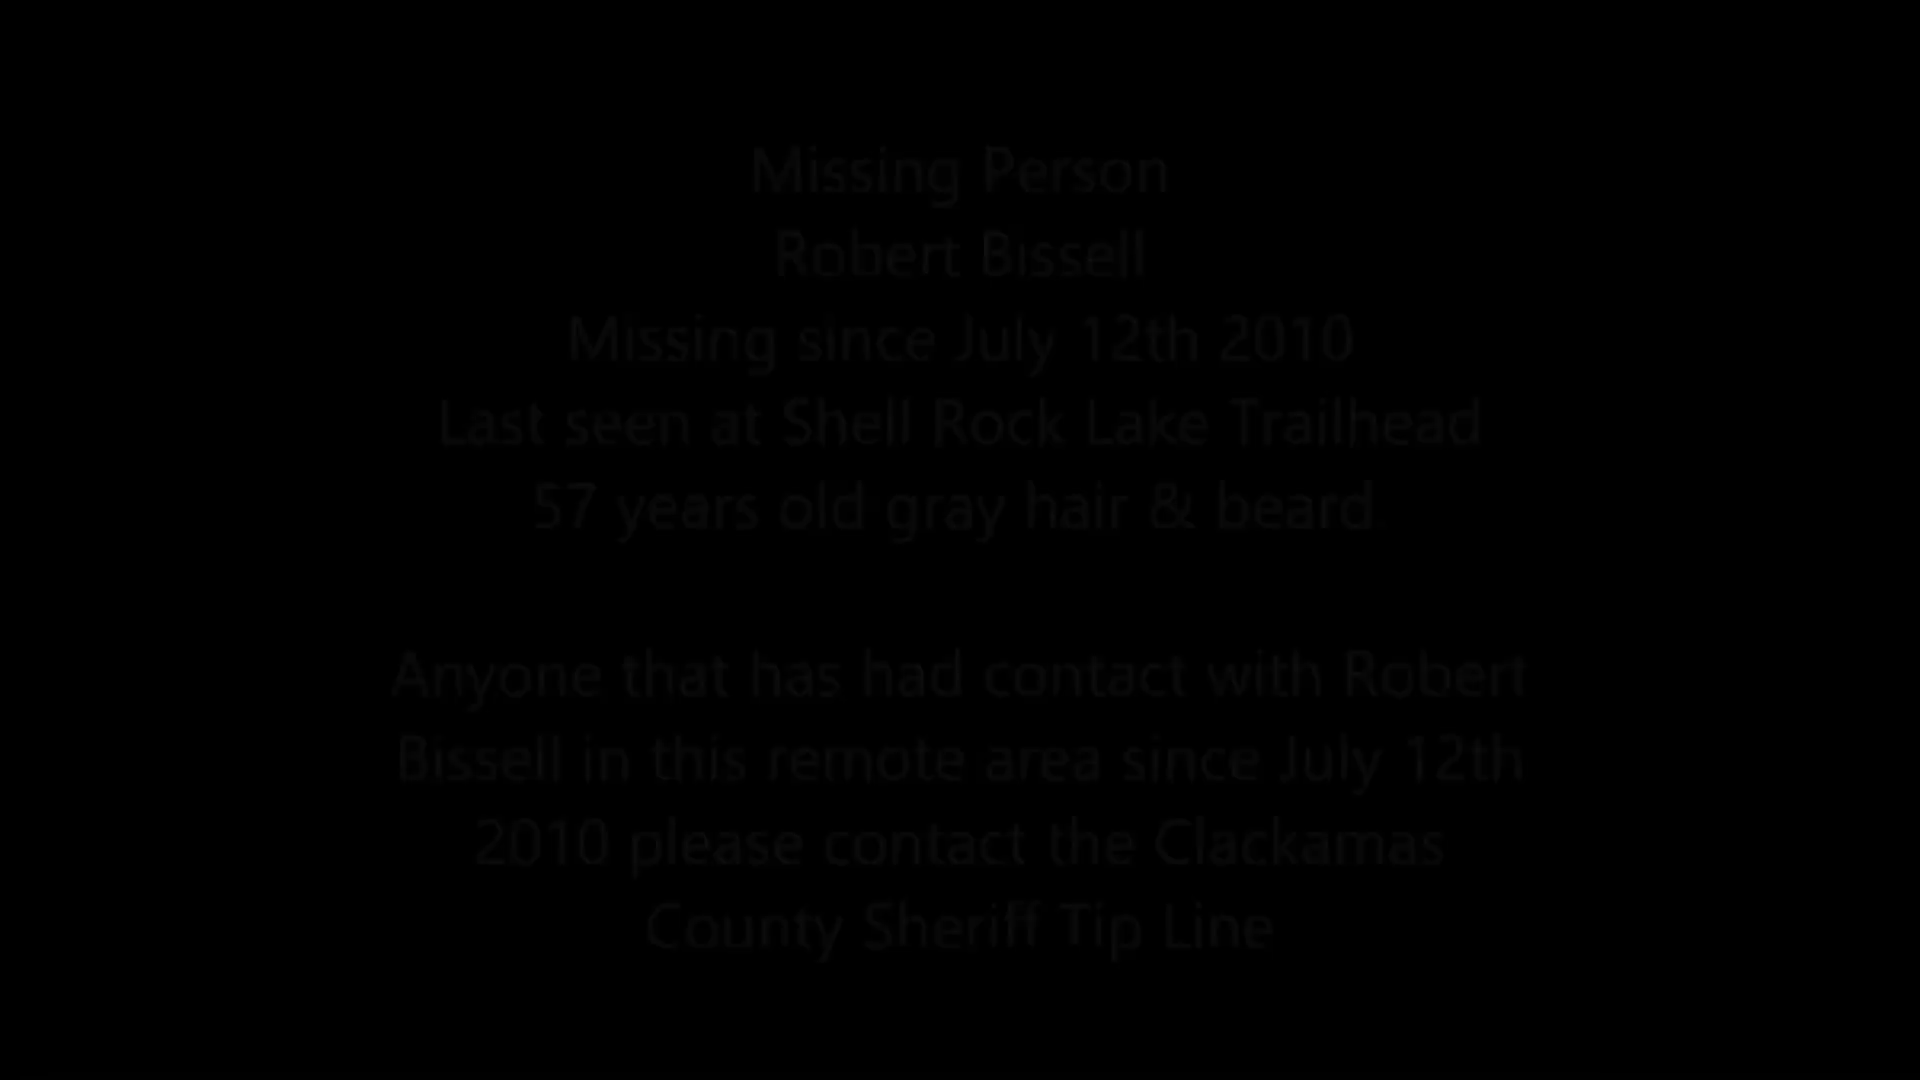 Missing Person
Robert Bissell
Missing since July 12th 2010
Last seen at Shell Rock Lake Trailhead
57 years old gray hair & beard.
Anyone that has had contact with Robert
Bissell in this remote area since July 12th
2010 please contact the Clackamas
County Sheriff Tip Line